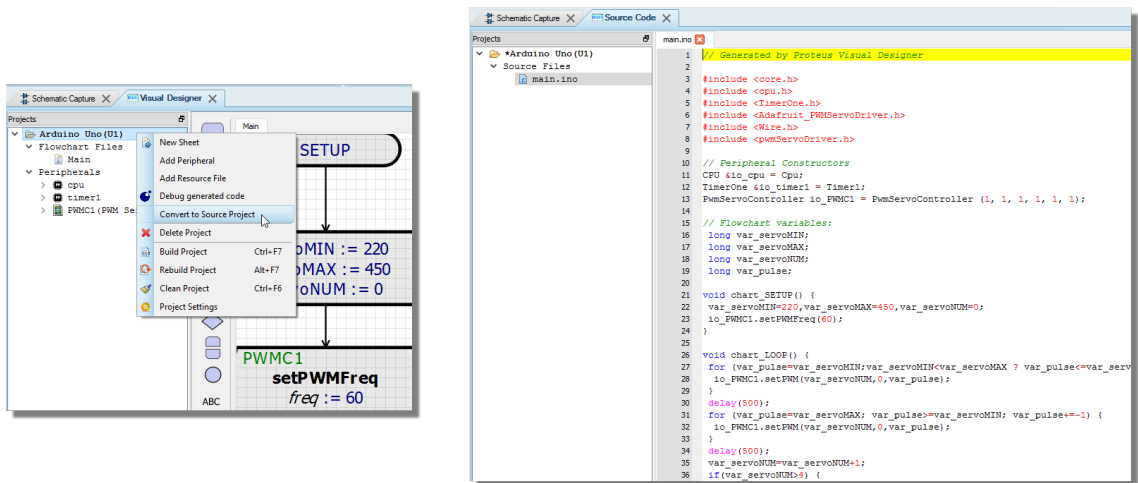 Schematic Capture
Visual Designer
Projects
Arduino Uno (U1)
Flowchart Files
Main
Peripherals
cpu
timer1
PWMC1(PWM Se
New Sheet
Add Peripheral
Add Resource File
Debug generated code
Convert to Source Project
Delete Project
Build Project Ctrl+F7
Rebuild Project Alt+F7
Clean Project Ctrl+F6
Project Settings
Main
SETUP
oMIN := 220
oMAX := 450
oNUM := 0
PWMC1
setPWMFreq
freq := 60
ABC
Schematic Capture
Source Code
Projects
*Arduino Uno(U1)
Source Files
main.ino
main.ino
1 // Generated by Proteus Visual Designer
2
3 #include <core.h>
4 #include <cpu.h>
5 #include <TimerOne.h>
6 #include <Adafruit_PWMServoDriver.h>
7 #include <Wire.h>
8 #include <pwmServoDriver.h>
9
10 // Peripheral Constructors
11 CPU &io_cpu = Cpu;
12 TimerOne &io_timer1 = Timer1;
13 PwmServoController io_PWMC1 = PwmServoController (1, 1, 1, 1, 1, 1);
14
15 // Flowchart variables:
16 long var_servoMIN;
17 long var_servoMAX;
18 long var_servoNUM;
19 long var_pulse;
20
21 void chart_SETUP() {
22 var_servoMIN=220,var_servoMAX=450,var_servoNUM=0;
23 io_PWMC1.setPWMFreq(60);
24 }
25
26 void chart_LOOP() {
27 for (var_pulse=var_servoMIN;var_servoMIN<var_servoMAX ? var_pulse<=var_serv
28 io_PWMC1.setPWM(var_servoNUM,0,var_pulse);
29 }
30 delay(500);
31 for (var_pulse=var_servoMAX; var_pulse>=var_servoMIN; var_pulse+=-1) {
32 io_PWMC1.setPWM(var_servoNUM,0,var_pulse);
33 }
34 delay(500);
35 var_servoNUM=var_servoNUM+1;
36 if(var_servoNUM>4) {